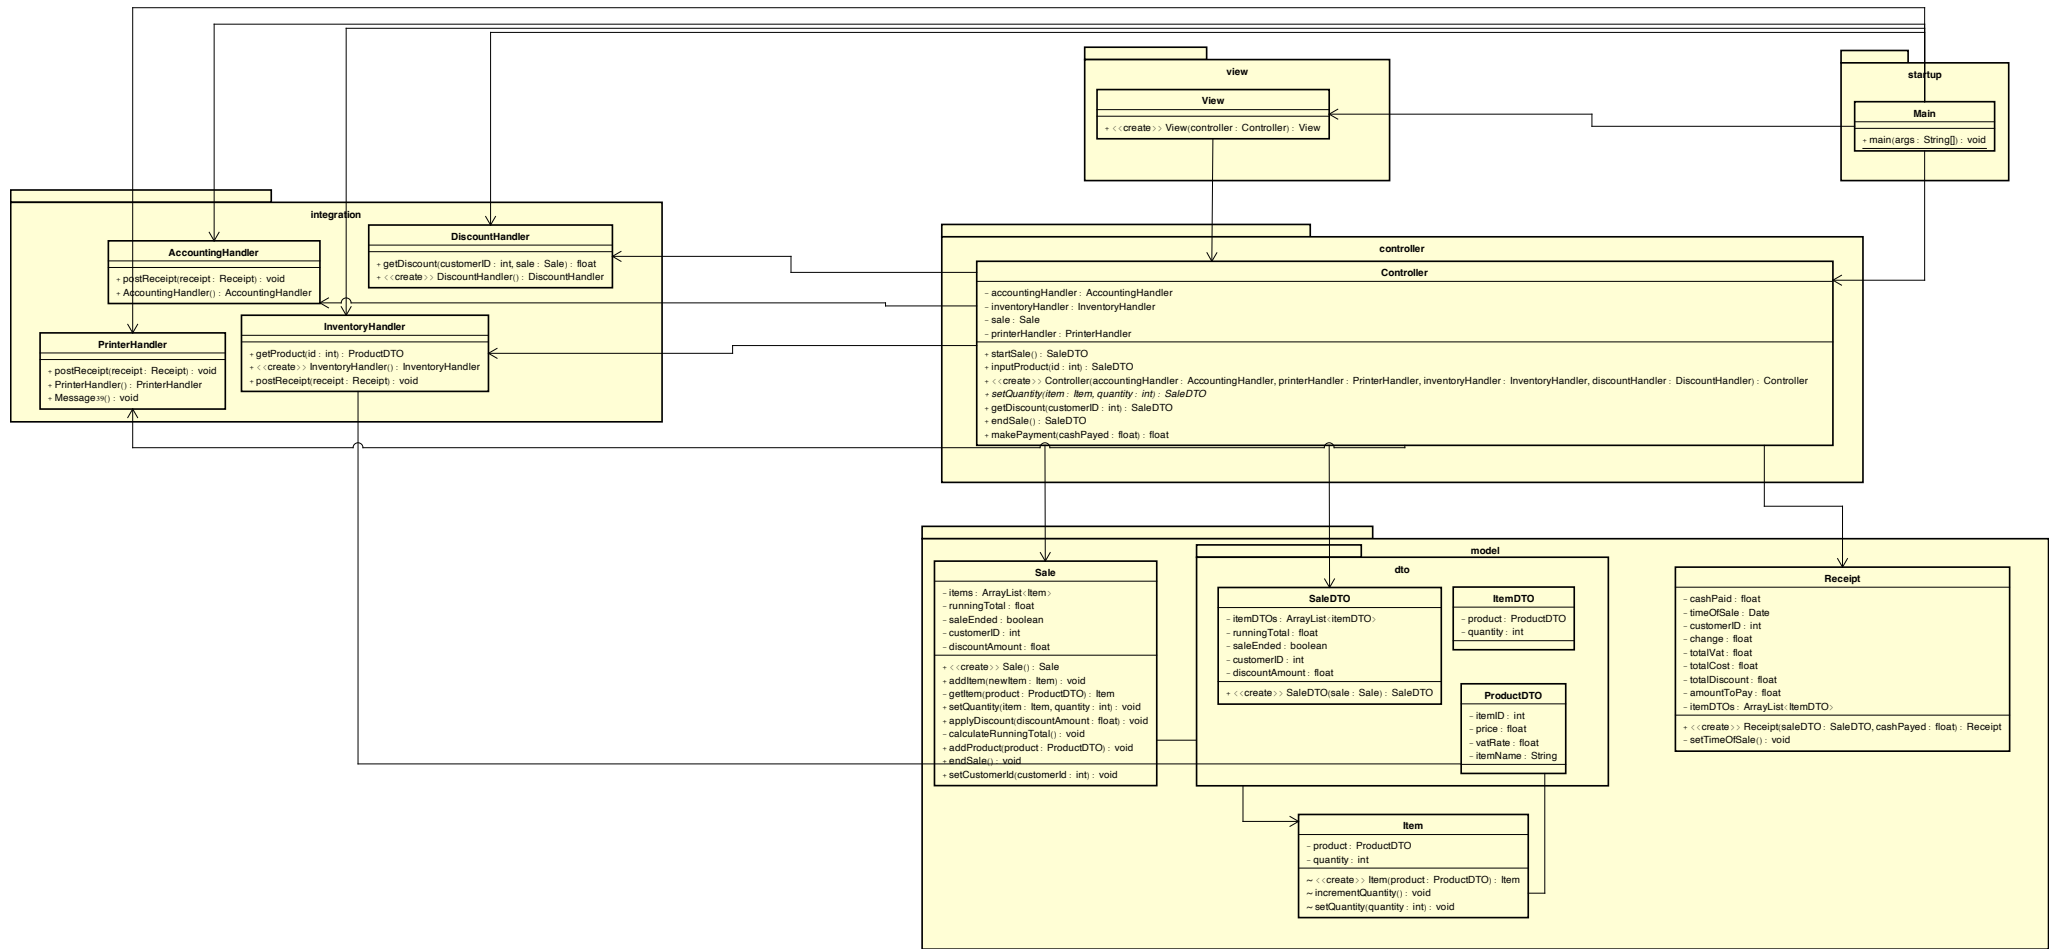 view
View
+ <<create>> View(controller : Controller) : View
startup
Main
+ main(args : String[]) : void
integration
AccountingHandler
+ postReceipt(receipt : Receipt) : void
+ AccountingHandler() : AccountingHandler
DiscountHandler
+ getDiscount(customerID : int, sale : Sale) : float
+ <<create>> DiscountHandler() : DiscountHandler
PrinterHandler
+ postReceipt(receipt : Receipt) : void
+ PrinterHandler() : PrinterHandler
+ Message39() : void
InventoryHandler
+ getProduct(id : int) : ProductDTO
+ <<create>> InventoryHandler() : InventoryHandler
+ postReceipt(receipt : Receipt) : void
controller
Controller
- accountingHandler : AccountingHandler
- inventoryHandler : InventoryHandler
- sale : Sale
- printerHandler : PrinterHandler
+ startSale() : SaleDTO
+ inputProduct(id : int) : SaleDTO
+ <<create>> Controller(accountingHandler : AccountingHandler, printerHandler : PrinterHandler, inventoryHandler : InventoryHandler, discountHandler : DiscountHandler) : Controller
+ setQuantity(item : Item, quantity : int) : SaleDTO
+ getDiscount(customerID : int) : SaleDTO
+ endSale() : SaleDTO
+ makePayment(cashPayed : float) : float
model
Sale
- items : ArrayList<Item>
- runningTotal : float
- saleEnded : boolean
- customerID : int
- discountAmount : float
+ <<create>> Sale() : Sale
+ addItem(newItem : Item) : void
- getItem(product : ProductDTO) : Item
+ setQuantity(item : Item, quantity : int) : void
+ applyDiscount(discountAmount : float) : void
- calculateRunningTotal() : void
+ addProduct(product : ProductDTO) : void
+ endSale() : void
+ setCustomerId(customerId : int) : void
dto
SaleDTO
- itemDTOs : ArrayList<itemDTO>
- runningTotal : float
- saleEnded : boolean
- customerID : int
- discountAmount : float
+ <<create>> SaleDTO(sale : Sale) : SaleDTO
ItemDTO
- product : ProductDTO
- quantity : int
ProductDTO
- itemID : int
- price : float
- vatRate : float
- itemName : String
Receipt
- cashPaid : float
- timeOfSale : Date
- customerID : int
- change : float
- totalVat : float
- totalCost : float
- totalDiscount : float
- amountToPay : float
- itemDTOs : ArrayList<ItemDTO>
+ <<create>> Receipt(saleDTO : SaleDTO, cashPayed : float) : Receipt
- setTimeOfSale() : void
Item
- product : ProductDTO
- quantity : int
~ <<create>> Item(product : ProductDTO) : Item
~ incrementQuantity() : void
~ setQuantity(quantity : int) : void